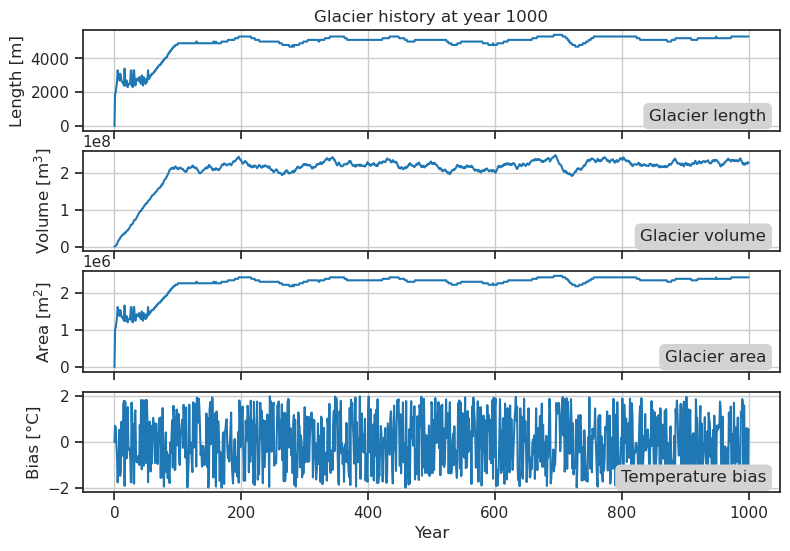 Glacier history at year 1000
Length [m]
4000
2000
0
Glacier length
1e8
Volume [m³]
2
1
0
Glacier volume
1e6
Area [m²]
2
1
0
Glacier area
Bias [°C]
2
0
−2
Temperature bias
0 200 400 600 800 1000
Year